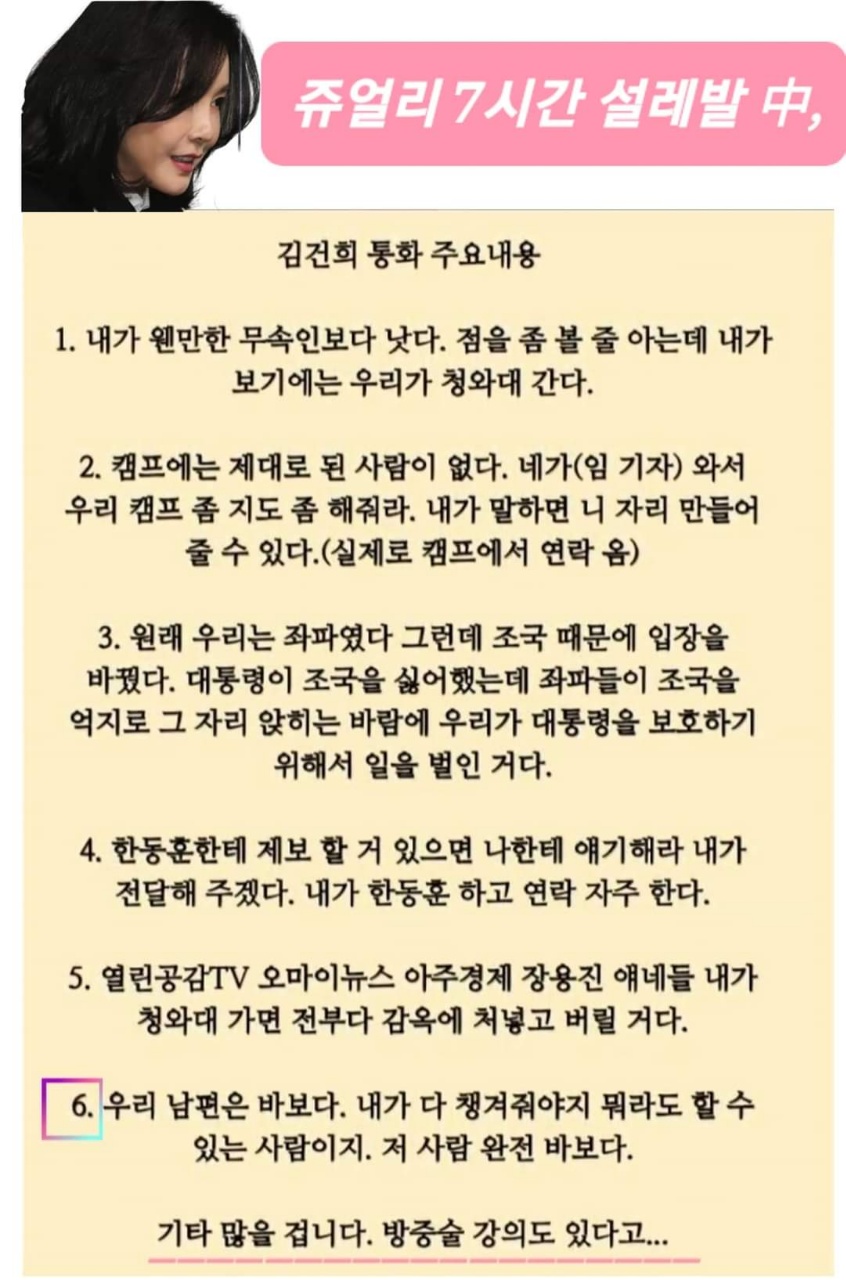 쥬얼리 7시간 설레발 中,
김건희 통화 주요내용
1. 내가 웬만한 무속인보다 낫다. 점을 좀 볼 줄 아는데 내가
보기에는 우리가 청와대 간다.
2. 캠프에는 제대로 된 사람이 없다. 네가(임 기자) 와서
우리 캠프 좀 지도 좀 해줘라. 내가 말하면 니 자리 만들어
줄 수 있다.(실제로 캠프에서 연락 옴)
3. 원래 우리는 좌파였다 그런데 조국 때문에 입장을
바꿨다. 대통령이 조국을 싫어했는데 좌파들이 조국을
억지로 그 자리 앉히는 바람에 우리가 대통령을 보호하기
위해서 일을 벌인 거다.
4. 한동훈한테 제보 할 거 있으면 나한테 얘기해라 내가
전달해 주겠다. 내가 한동훈 하고 연락 자주 한다.
5. 열린공감TV 오마이뉴스 아주경제 장용진 얘네들 내가
청와대 가면 전부다 감옥에 처넣고 버릴 거다.
6. 우리 남편은 바보다. 내가 다 챙겨줘야지 뭐라도 할 수
있는 사람이지. 저 사람 완전 바보다.
기타 많을 겁니다. 방중술 강의도 있다고...